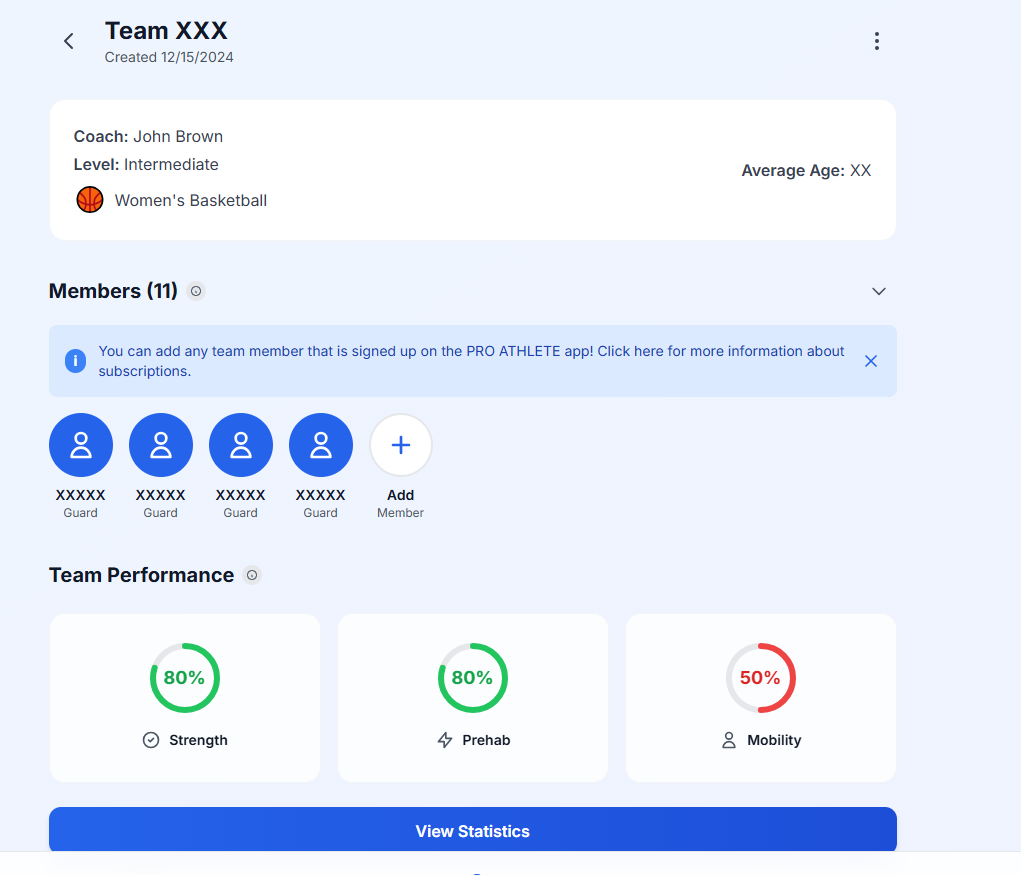 Team XXX
Created 12/15/2024
Coach: John Brown
Level: Intermediate
Average Age: XX
Women's Basketball
Members (11)
You can add any team member that is signed up on the PRO ATHLETE app! Click here for more information about
subscriptions.
XXXXX XXXXX XXXXX XXXXX Add
Guard Guard Guard Guard Member
Team Performance
80% 80% 50%
Strength Prehab Mobility
View Statistics